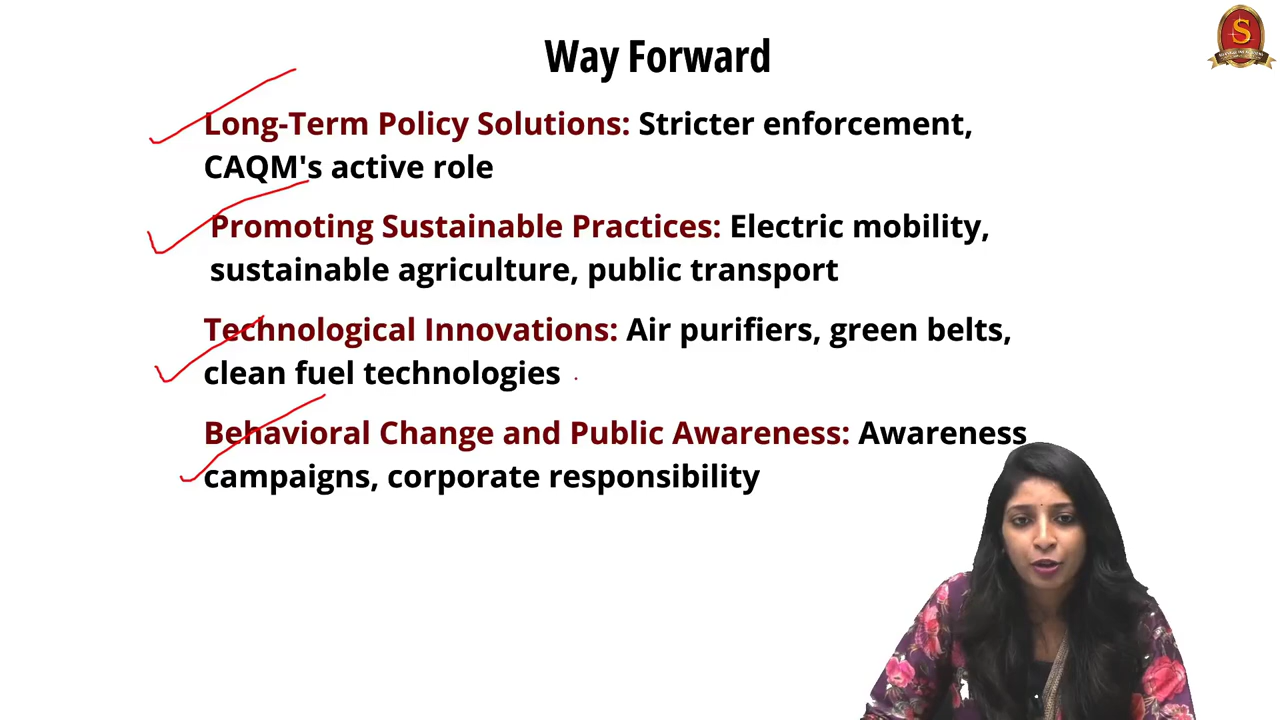 Way Forward
Long-Term Policy Solutions: Stricter enforcement,
CAQM's active role
Promoting Sustainable Practices: Electric mobility,
sustainable agriculture, public transport
Technological Innovations: Air purifiers, green belts,
clean fuel technologies
Behavioral Change and Public Awareness: Awareness
campaigns, corporate responsibility
S